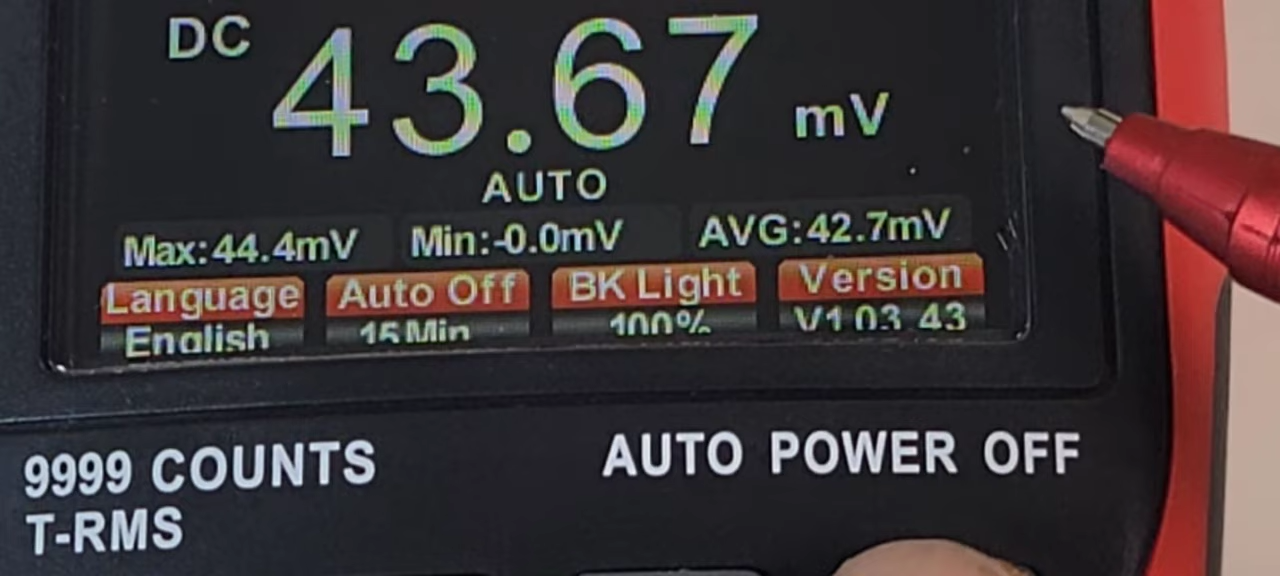 DC 43.67 mV
AUTO
Max:44.4mV Min:-0.0mV AVG:42.7mV
Language Auto Off BK Light Version
English 15Min 100% V1.03.43
9999 COUNTS AUTO POWER OFF
T-RMS